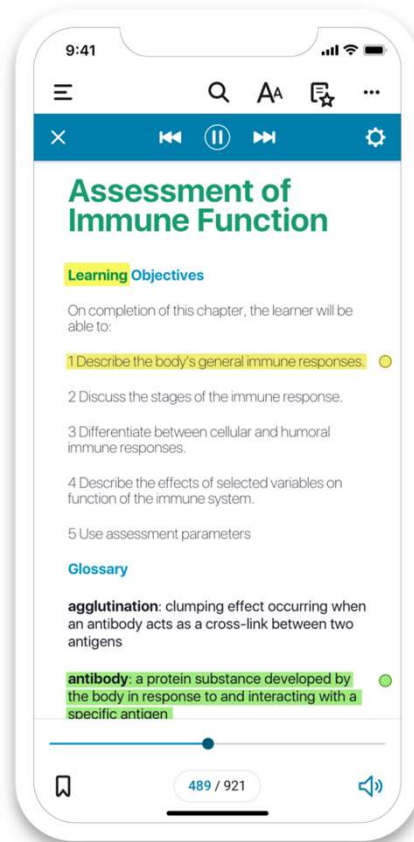 9:41
AA
Assessment of
Immune Function
Learning Objectives
On completion of this chapter, the learner will be
able to:
1 Describe the body's general immune responses.
2 Discuss the stages of the immune response.
3 Differentiate between cellular and humoral
immune responses.
4 Describe the effects of selected variables on
function of the immune system.
5 Use assessment parameters
Glossary
agglutination: clumping effect occurring when
an antibody acts as a cross-link between two
antigens
antibody: a protein substance developed by
the body in response to and interacting with a
specific antigen
489 / 921